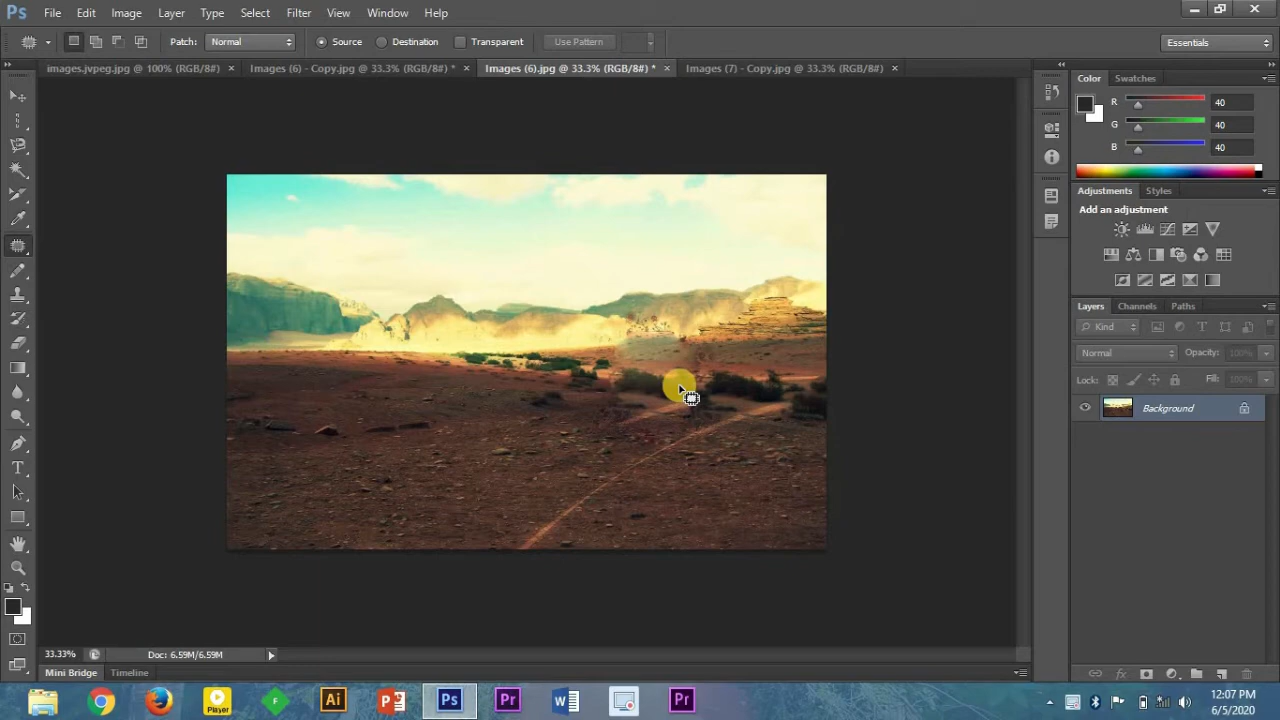 Ps File Edit Image Layer Type Select Filter View Window Help
Patch: Normal Source Destination Transparent Use Pattern Essentials
images.jvpeg.jpg @ 100% (RGB/8#) × Images (6) - Copy.jpg @ 33.3% (RGB/8#) * × Images (6).jpg @ 33.3% (RGB/8#) * × Images (7) - Copy.jpg @ 33.3% (RGB/8#) ×
Color Swatches
R 40
G 40
B 40
Adjustments Styles
Add an adjustment
Layers Channels Paths
Kind
Normal Opacity: 100%
Lock: Fill: 100%
Background
33.33% Doc: 6.59M/6.59M
Mini Bridge Timeline
Player F Ai P Ps Pr W Pr
12:07 PM
6/5/2020